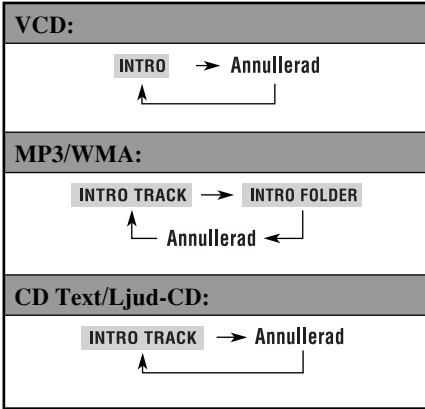 VCD:
INTRO → Annullerad
MP3/WMA:
INTRO TRACK → INTRO FOLDER
Annullerad
CD Text/Ljud-CD:
INTRO TRACK → Annullerad